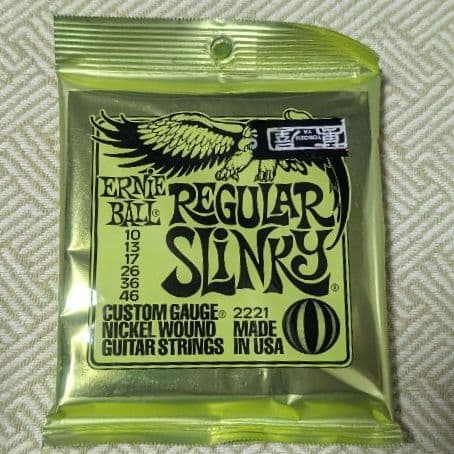 ERNIE
BALL®
REGULAR
SLINKY®
10
13
17
26
36
46
CUSTOM GAUGE®
NICKEL WOUND
GUITAR STRINGS
2221
MADE
IN USA